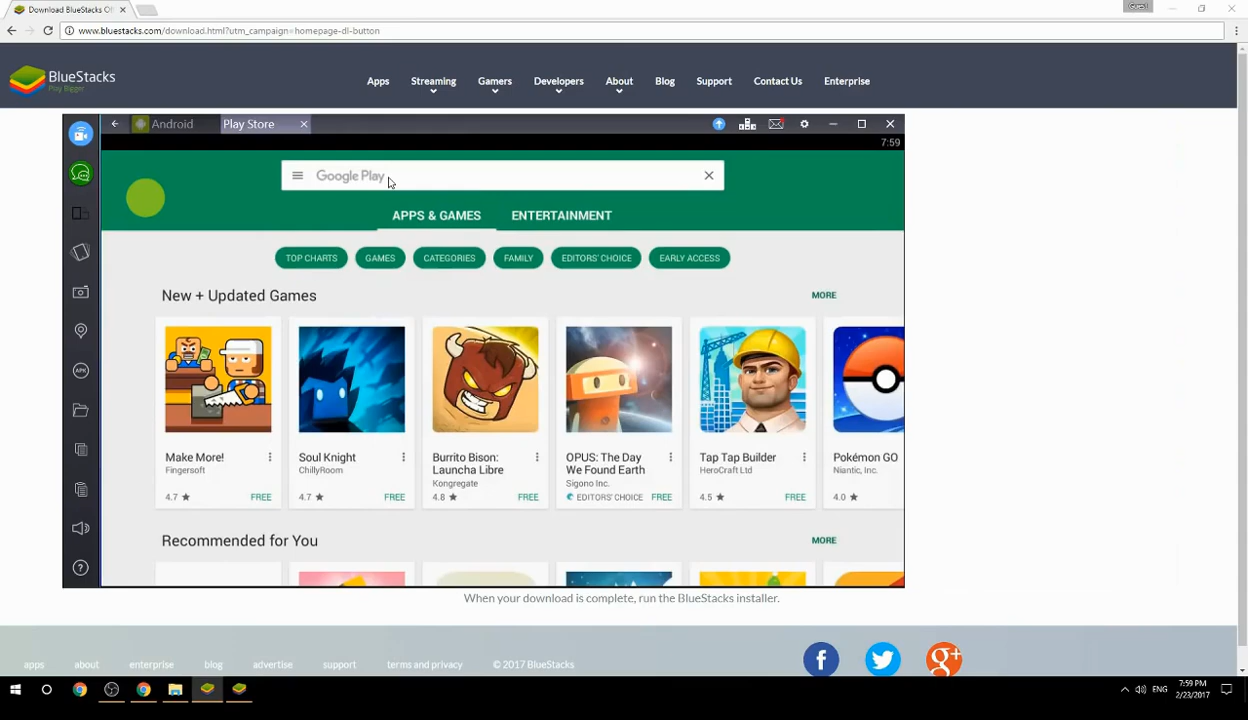 Download BlueStacks Of
Guest
www.bluestacks.com/download.html?utm_campaign=homepage-dl-button
BlueStacks
Play Bigger
Apps
Streaming
Gamers
Developers
About
Blog
Support
Contact Us
Enterprise
Android
Play Store
7:59
Google Play
APPS & GAMES
ENTERTAINMENT
TOP CHARTS
GAMES
CATEGORIES
FAMILY
EDITORS' CHOICE
EARLY ACCESS
New + Updated Games
MORE
Make More!
Fingersoft
4.7 ★
FREE
Soul Knight
ChillyRoom
4.7 ★
FREE
Burrito Bison:
Launcha Libre
Kongregate
4.8 ★
FREE
OPUS: The Day
We Found Earth
Sigono Inc.
EDITORS' CHOICE
FREE
Tap Tap Builder
HeroCraft Ltd
4.5 ★
FREE
Pokémon GO
Niantic, Inc.
4.0 ★
APK
Recommended for You
MORE
When your download is complete, run the BlueStacks installer.
apps
about
enterprise
blog
advertise
support
terms and privacy
© 2017 BlueStacks
ENG
7:59 PM
2/23/2017